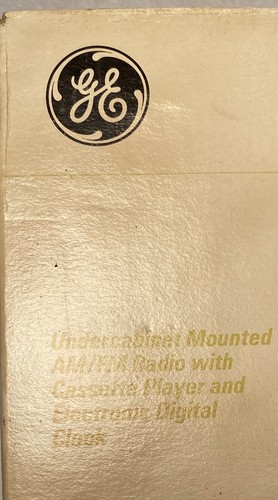 GE
Undercabinet Mounted
AM/FM Radio with
Cassette Player and
Electronic Digital
Clock